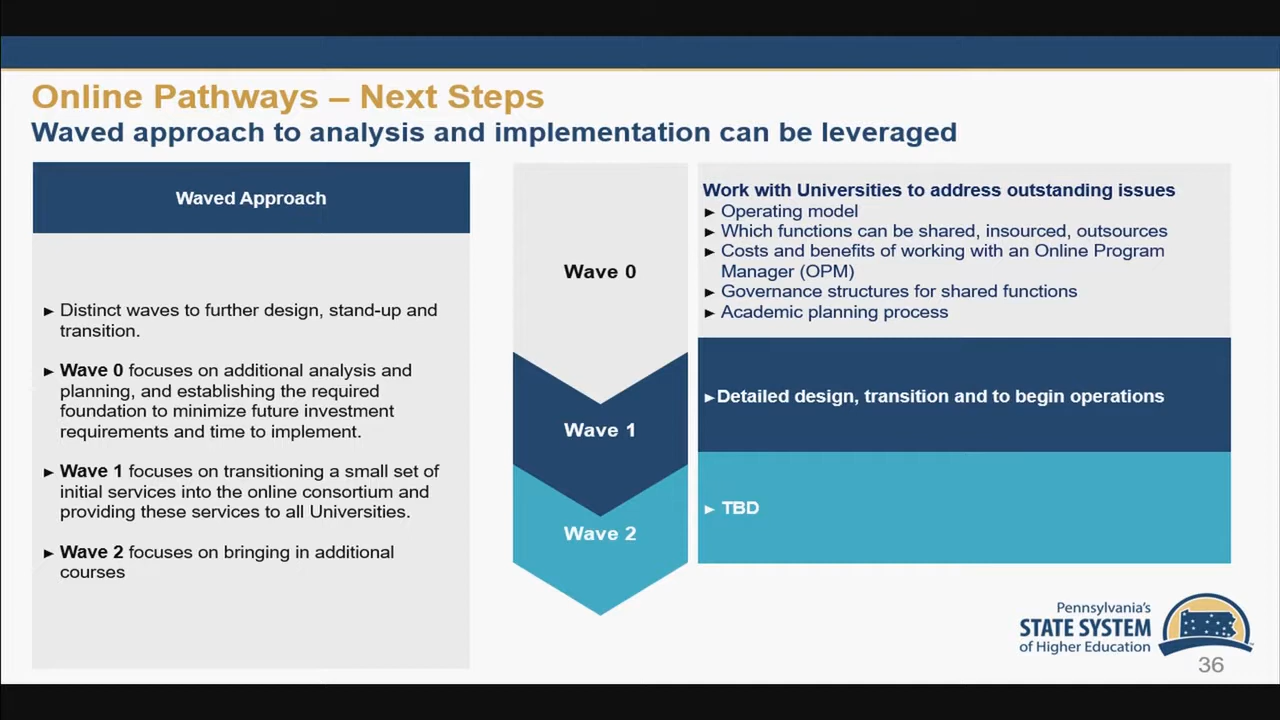 Online Pathways – Next Steps
Waved approach to analysis and implementation can be leveraged
Waved Approach
► Distinct waves to further design, stand-up and
transition.
► Wave 0 focuses on additional analysis and
planning, and establishing the required
foundation to minimize future investment
requirements and time to implement.
► Wave 1 focuses on transitioning a small set of
initial services into the online consortium and
providing these services to all Universities.
► Wave 2 focuses on bringing in additional
courses
Wave 0
Work with Universities to address outstanding issues
► Operating model
► Which functions can be shared, insourced, outsources
► Costs and benefits of working with an Online Program
Manager (OPM)
► Governance structures for shared functions
► Academic planning process
Wave 1
►Detailed design, transition and to begin operations
Wave 2
► TBD
Pennsylvania's
STATE SYSTEM
of Higher Education
36